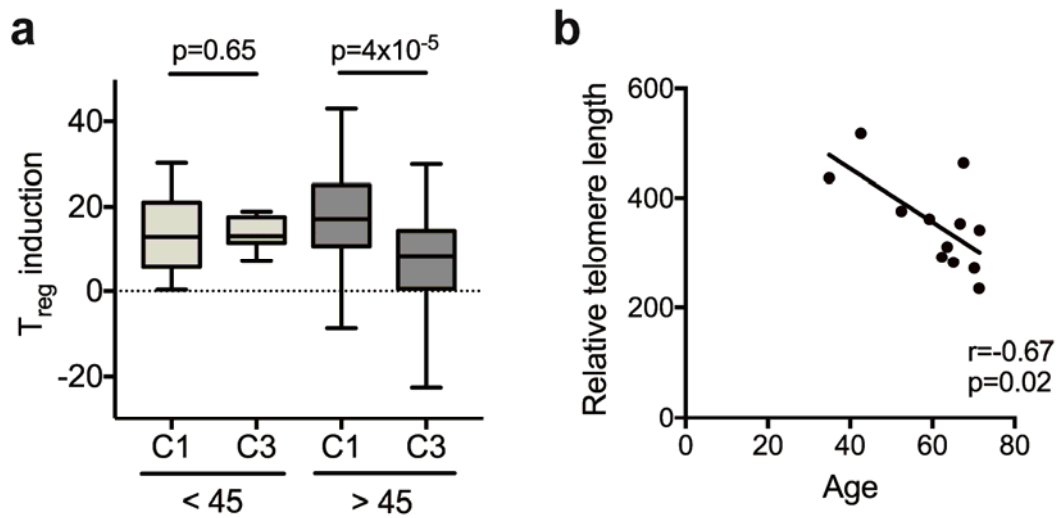 a
p=0.65
p=4x10⁻⁵
Treg induction
40
20
0
-20
C1
C3
C1
C3
< 45
> 45
b
Relative telomere length
600
400
200
0
0
20
40
60
80
r=-0.67
p=0.02
Age